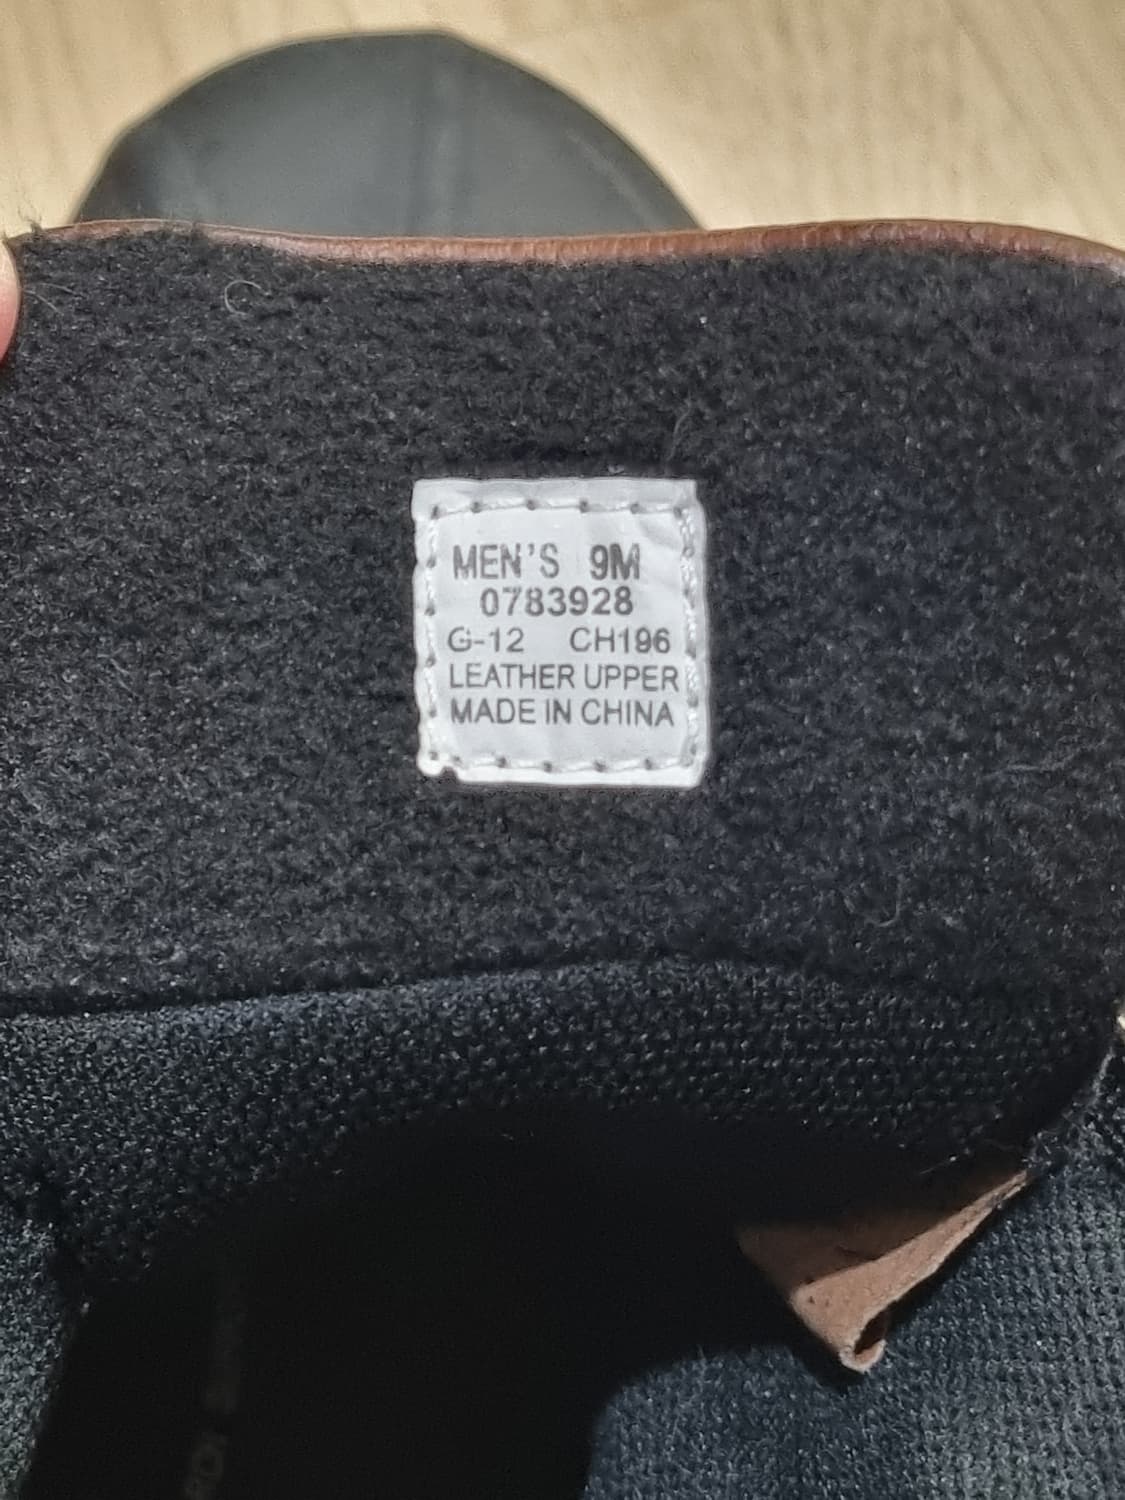 MEN'S 9M
0783928
G-12 CH196
LEATHER UPPER
MADE IN CHINA